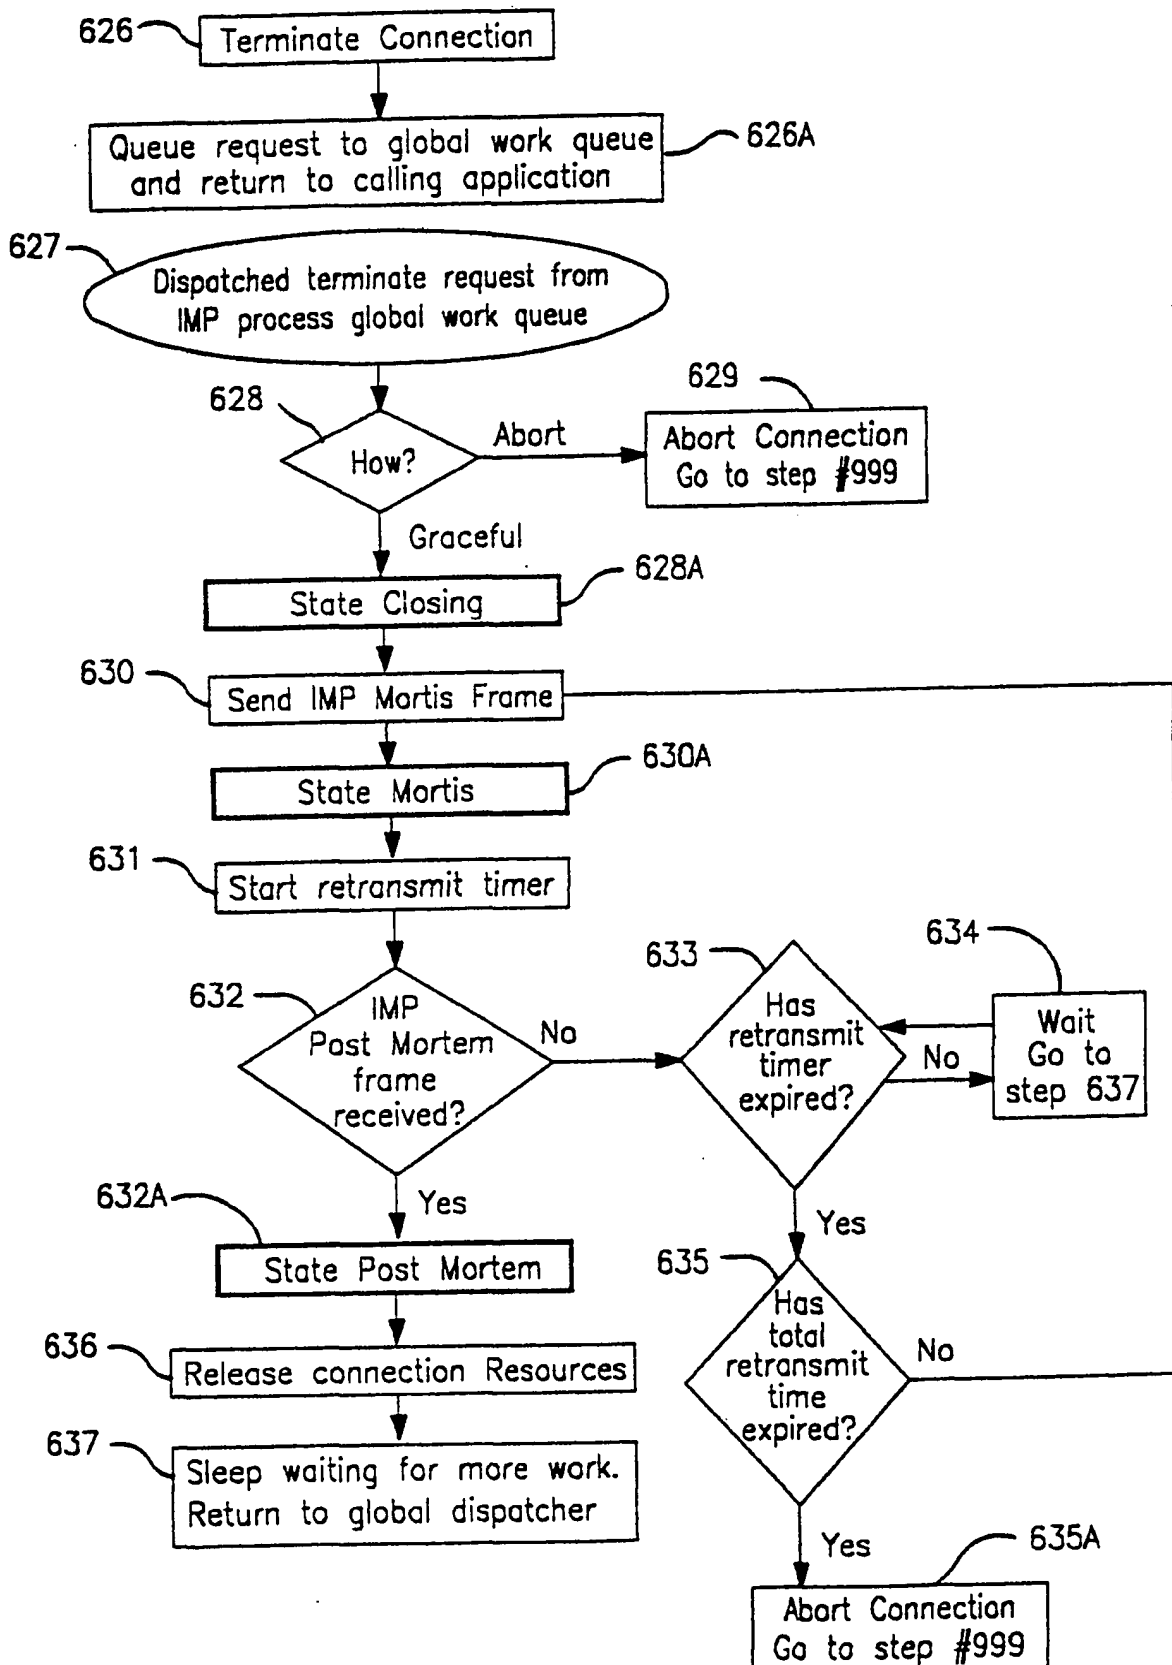 626
Terminate Connection
Queue request to global work queue
and return to calling application
626A
627
Dispatched terminate request from
IMP process global work queue
628
How?
Abort
629
Abort Connection
Go to step #999
Graceful
628A
State Closing
630
Send IMP Mortis Frame
630A
State Mortis
631
Start retransmit timer
632
IMP
Post Mortem
frame
received?
No
633
Has
retransmit
timer
expired?
No
634
Wait
Go to
step 637
Yes
632A
State Post Mortem
Yes
635
Has
total
retransmit
time
expired?
No
636
Release connection Resources
637
Sleep waiting for more work.
Return to global dispatcher
Yes
635A
Abort Connection
Go to step #999